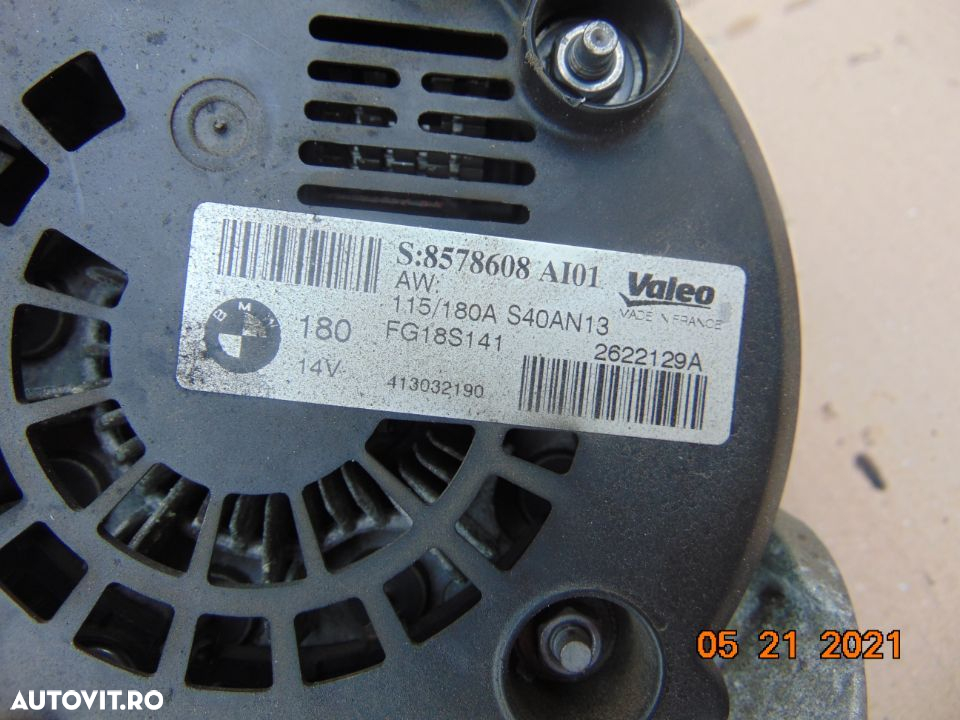 S:8578608 AI01
AW:
115/180A S40AN13
FG18S141
Valeo
MADE IN FRANCE
BMW
180
14V
413032190
2622129A
05 21 2021
AUTOVIT.RO